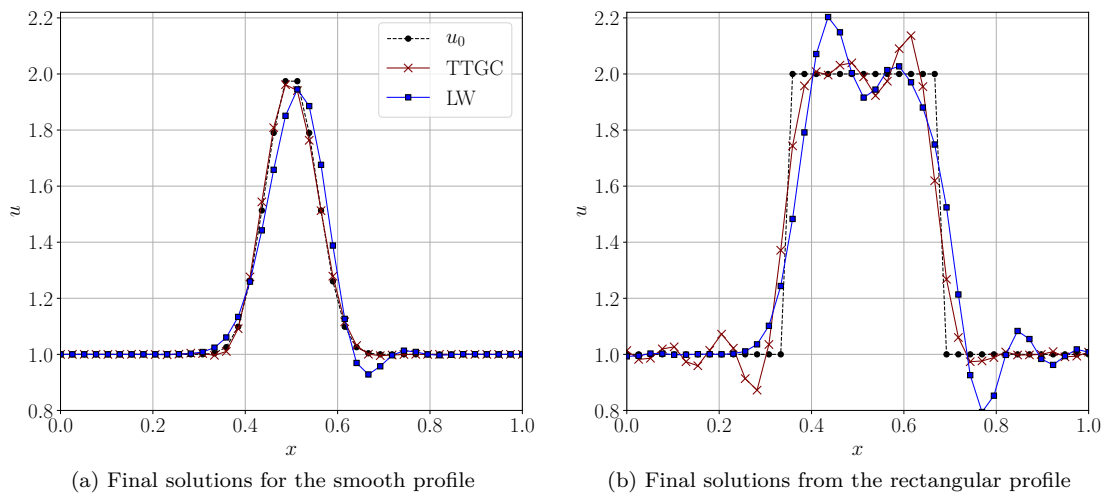 2.2
2.0
1.8
1.6
1.4
1.2
1.0
0.8
u
0.0 0.2 0.4 0.6 0.8 1.0
x
u₀
TTGC
LW
(a) Final solutions for the smooth profile
2.2
2.0
1.8
1.6
1.4
1.2
1.0
0.8
u
0.0 0.2 0.4 0.6 0.8 1.0
x
(b) Final solutions from the rectangular profile